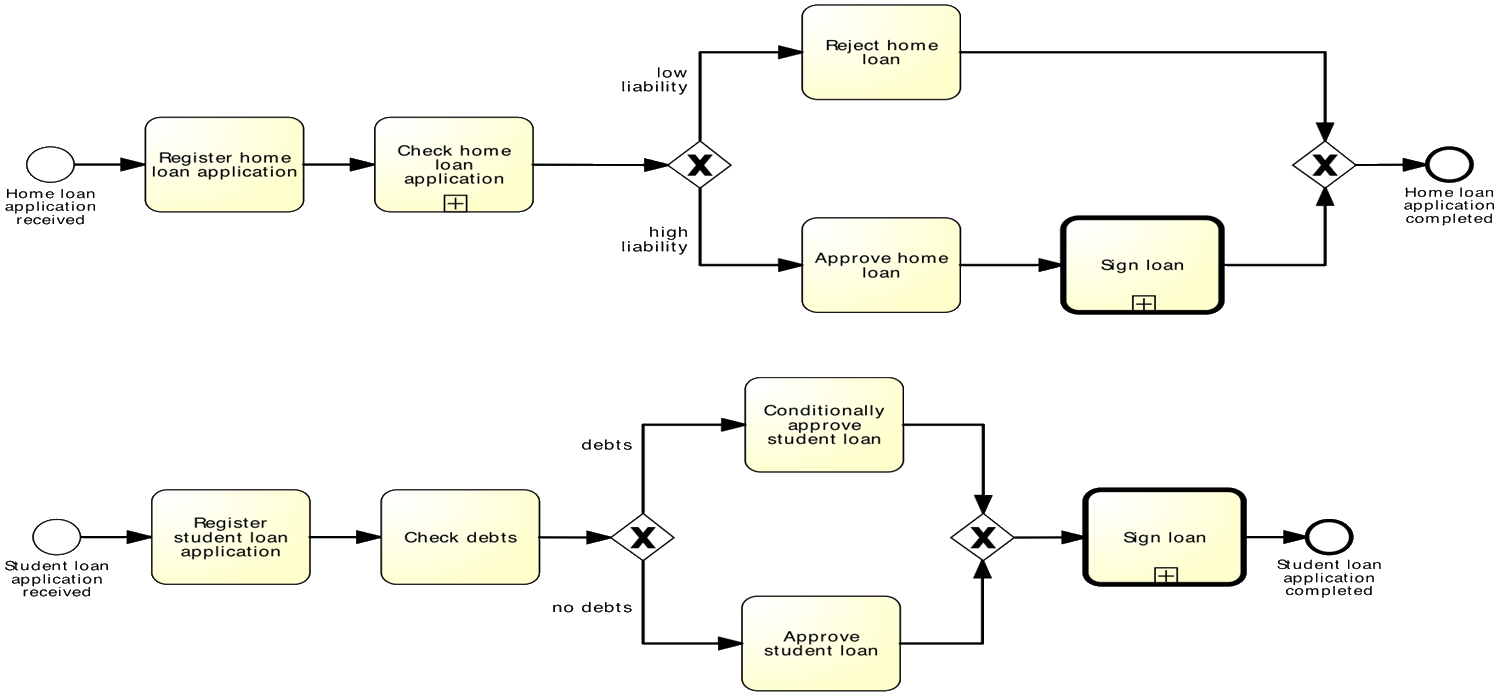 Reject home
loan
low
liability
Register home
loan application
Check home
loan
application
Home loan
application
received
Home loan
application
completed
high
liability
Approve home
loan
Sign loan
Conditionally
approve
student loan
debts
Register
student loan
application
Check debts
Sign loan
Student loan
application
received
Student loan
application
completed
no debts
Approve
student loan